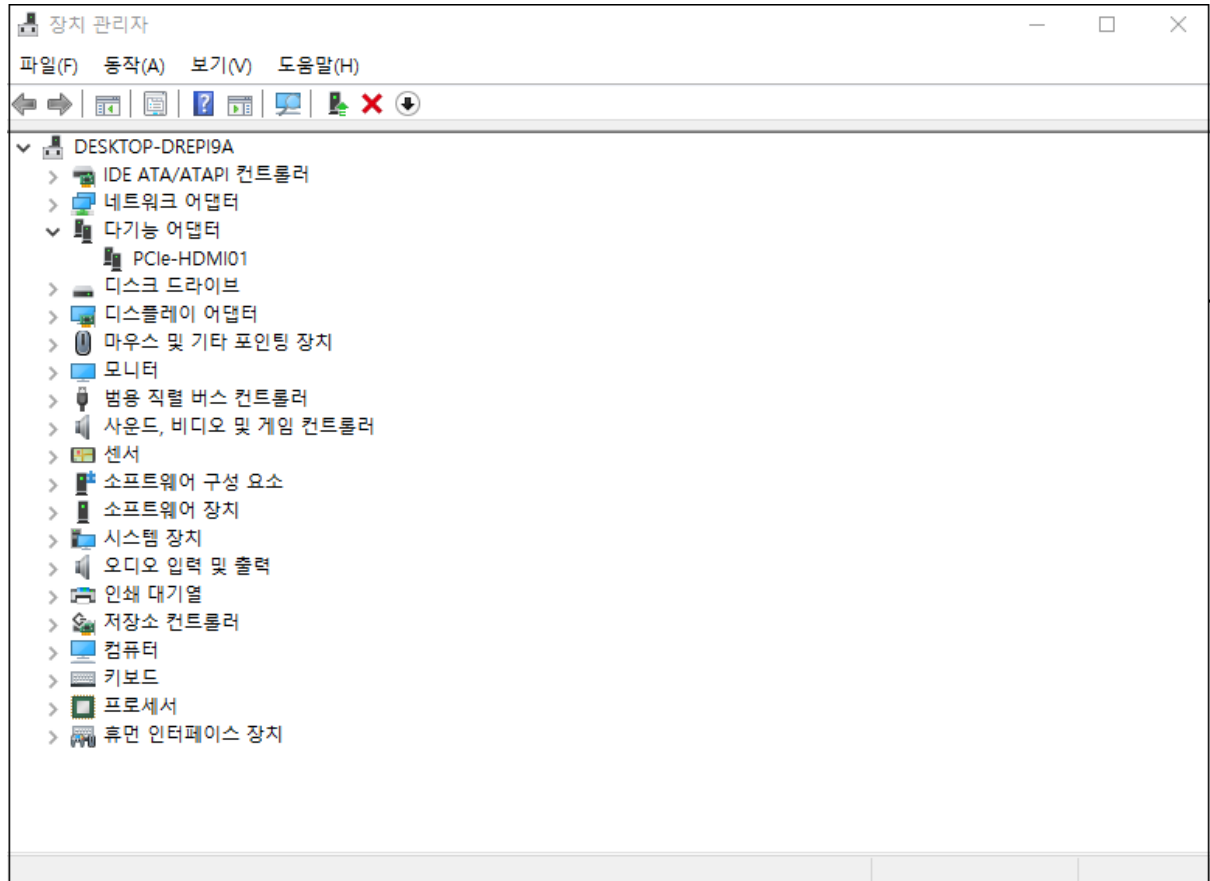 장치 관리자
파일(F) 동작(A) 보기(V) 도움말(H)
DESKTOP-DREPI9A
IDE ATA/ATAPI 컨트롤러
네트워크 어댑터
다기능 어댑터
PCIe-HDMI01
디스크 드라이브
디스플레이 어댑터
마우스 및 기타 포인팅 장치
모니터
범용 직렬 버스 컨트롤러
사운드, 비디오 및 게임 컨트롤러
센서
소프트웨어 구성 요소
소프트웨어 장치
시스템 장치
오디오 입력 및 출력
인쇄 대기열
저장소 컨트롤러
컴퓨터
키보드
프로세서
휴먼 인터페이스 장치